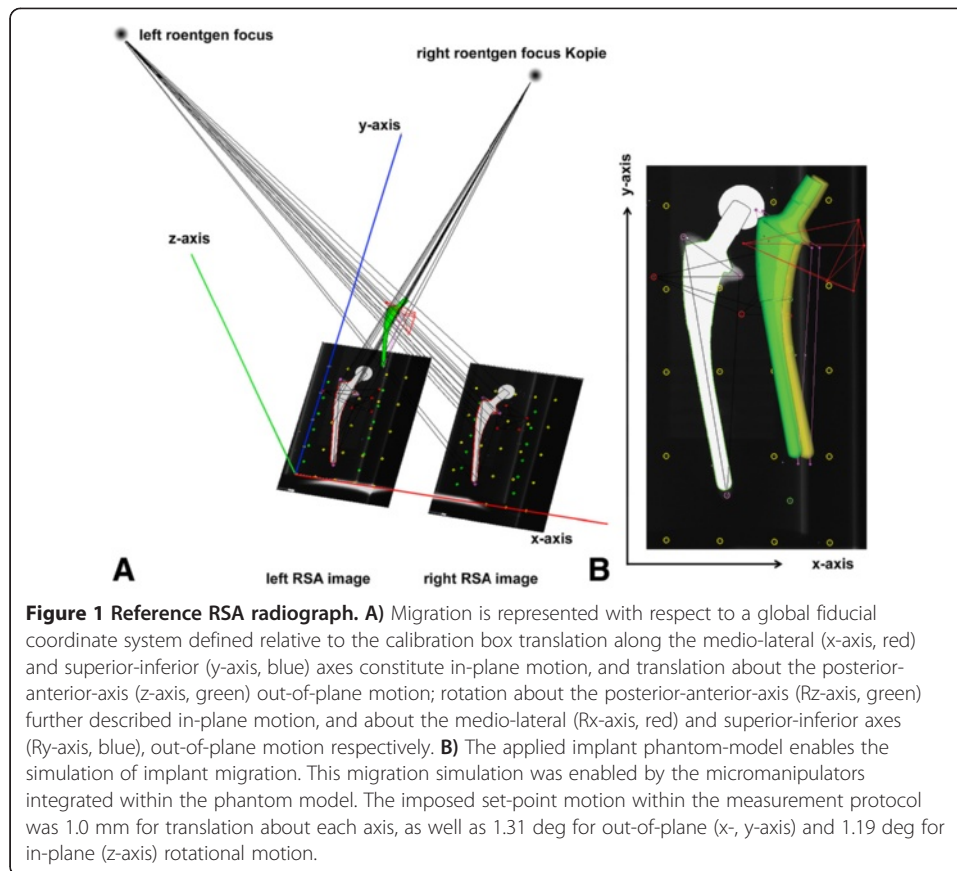 left roentgen focus
right roentgen focus Kopie
y-axis
z-axis
x-axis
A
left RSA image
right RSA image
y-axis
B
x-axis
Figure 1 Reference RSA radiograph. A) Migration is represented with respect to a global fiducial
coordinate system defined relative to the calibration box translation along the medio-lateral (x-axis, red)
and superior-inferior (y-axis, blue) axes constitute in-plane motion, and translation about the posterior-
anterior-axis (z-axis, green) out-of-plane motion; rotation about the posterior-anterior-axis (Rz-axis, green)
further described in-plane motion, and about the medio-lateral (Rx-axis, red) and superior-inferior axes
(Ry-axis, blue), out-of-plane motion respectively. B) The applied implant phantom-model enables the
simulation of implant migration. This migration simulation was enabled by the micromanipulators
integrated within the phantom model. The imposed set-point motion within the measurement protocol
was 1.0 mm for translation about each axis, as well as 1.31 deg for out-of-plane (x-, y-axis) and 1.19 deg for
in-plane (z-axis) rotational motion.